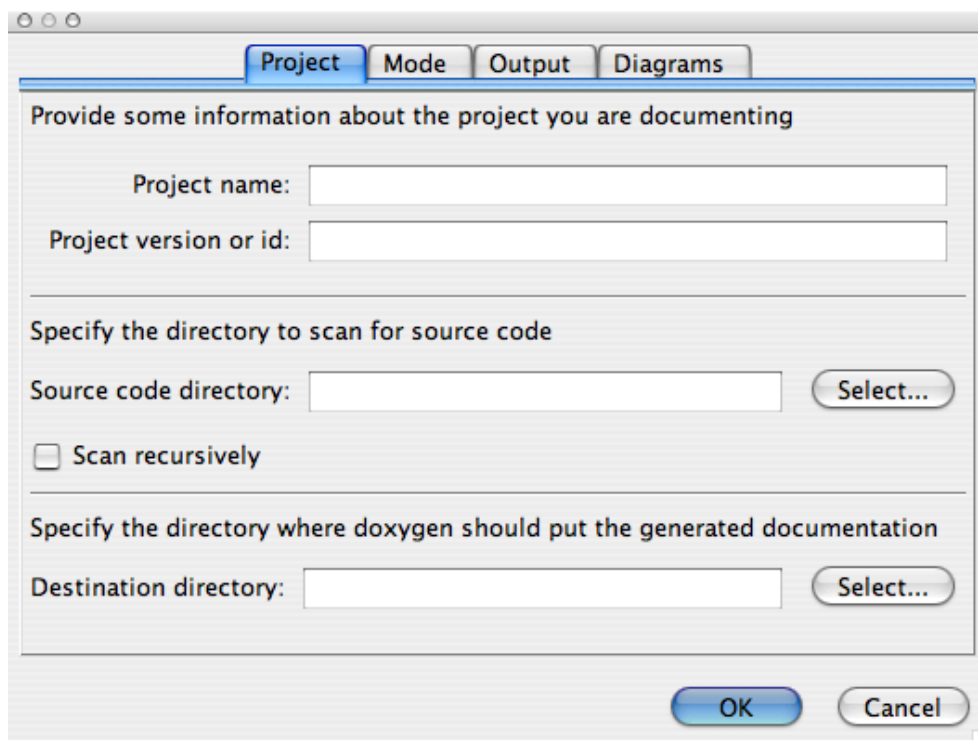 Project Mode Output Diagrams
Provide some information about the project you are documenting
Project name:
Project version or id:
Specify the directory to scan for source code
Source code directory: Select...
Scan recursively
Specify the directory where doxygen should put the generated documentation
Destination directory: Select...
OK Cancel